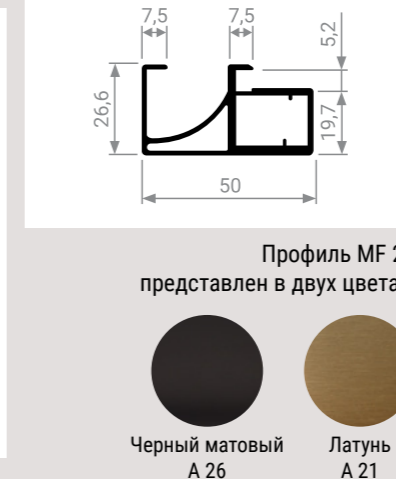 7,5
7,5
5,2
26,6
19,7
50
Профиль MF
представлен в двух
Черный матовый
A 26
Латунь
A 21